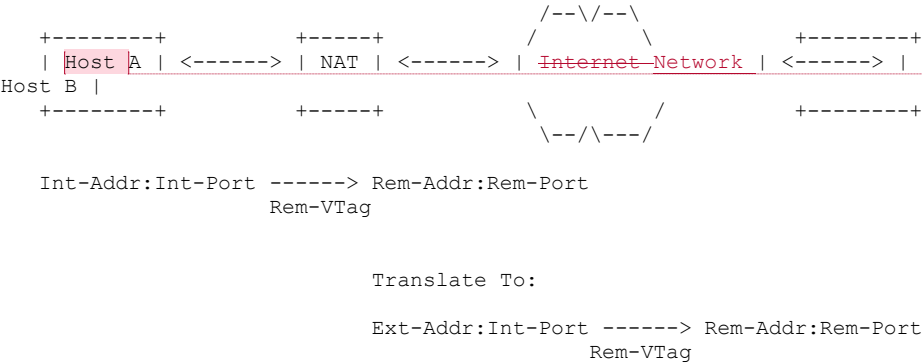 /--\/--\
    +--------+             +-----+                  /          \              +--------+
    | Host A | <------> | NAT | <------> | Internet Network | <------> |
Host B |
    +--------+             +-----+                  \          /              +--------+
                                                     \--/\---/
    Int-Addr:Int-Port ------> Rem-Addr:Rem-Port
                          Rem-VTag
                                    Translate To:
                                    Ext-Addr:Int-Port ------> Rem-Addr:Rem-Port
                                                          Rem-VTag